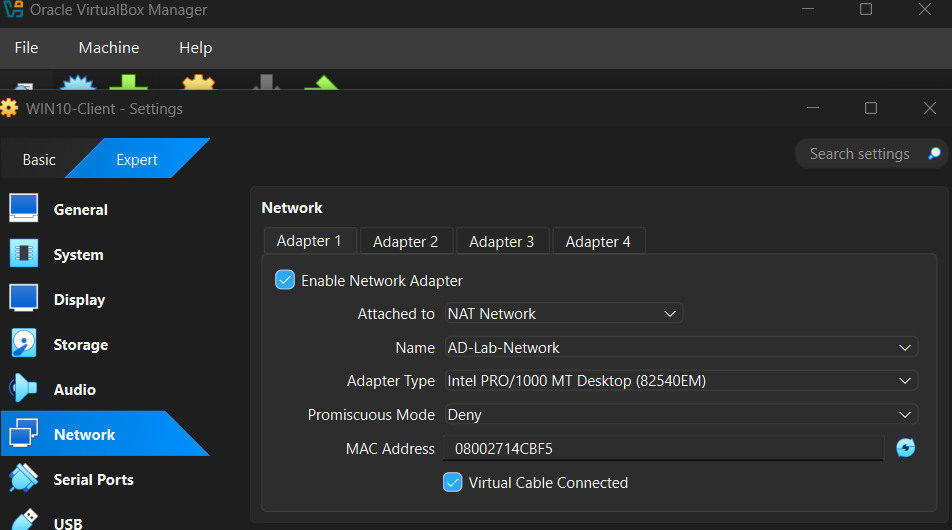 Oracle VirtualBox Manager
File Machine Help
WIN10-Client - Settings
Basic Expert Search settings
General
System
Display
Storage
Audio
Network
Serial Ports
USB
Network
Adapter 1 Adapter 2 Adapter 3 Adapter 4
Enable Network Adapter
Attached to NAT Network
Name AD-Lab-Network
Adapter Type Intel PRO/1000 MT Desktop (82540EM)
Promiscuous Mode Deny
MAC Address 08002714CBF5
Virtual Cable Connected